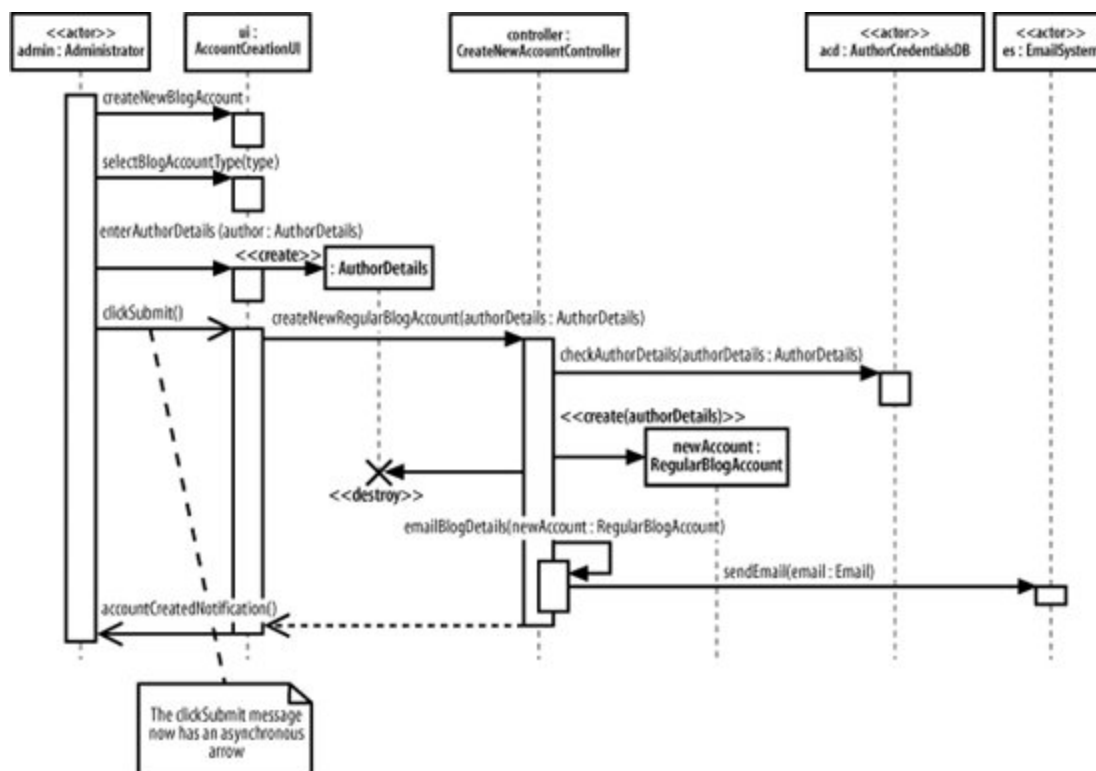 <<actor>>
admin : Administrator
ui :
AccountCreationUI
controller :
CreateNewAccountController
<<actor>>
acd : AuthorCredentialsDB
<<actor>>
es : EmailSystem
createNewBlogAccount
selectBlogAccountType(type)
enterAuthorDetails (author : AuthorDetails)
<<create>>
: AuthorDetails
clickSubmit()
createNewRegularBlogAccount(authorDetails : AuthorDetails)
checkAuthorDetails(authorDetails : AuthorDetails)
<<create(authorDetails)>>
newAccount :
RegularBlogAccount
<<destroy>>
emailBlogDetails(newAccount : RegularBlogAccount)
sendEmail(email : Email)
accountCreatedNotification()
The clickSubmit message
now has an asynchronous
arrow